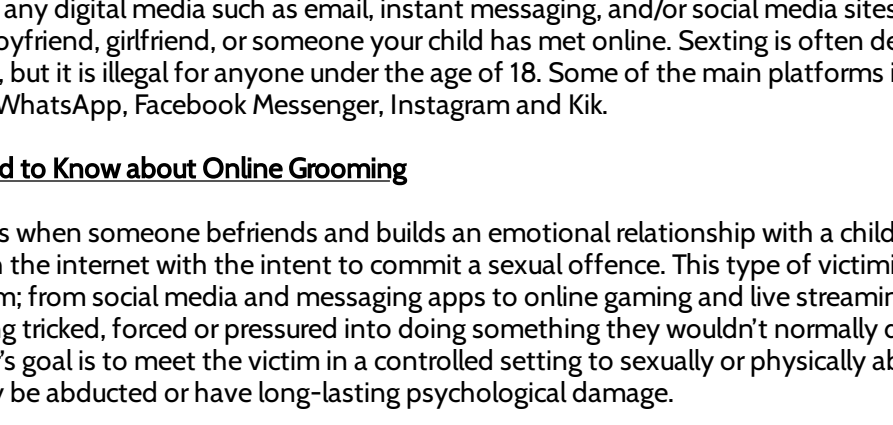 any digital media such as email, instant messaging, and/or social media sites
oyfriend, girlfriend, or someone your child has met online. Sexting is often de
, but it is illegal for anyone under the age of 18. Some of the main platforms i
WhatsApp, Facebook Messenger, Instagram and Kik.
d to Know about Online Grooming
s when someone befriends and builds an emotional relationship with a child
n the internet with the intent to commit a sexual offence. This type of victimi
m; from social media and messaging apps to online gaming and live streamin
ng tricked, forced or pressured into doing something they wouldn't normally d
's goal is to meet the victim in a controlled setting to sexually or physically ab
y be abducted or have long-lasting psychological damage.